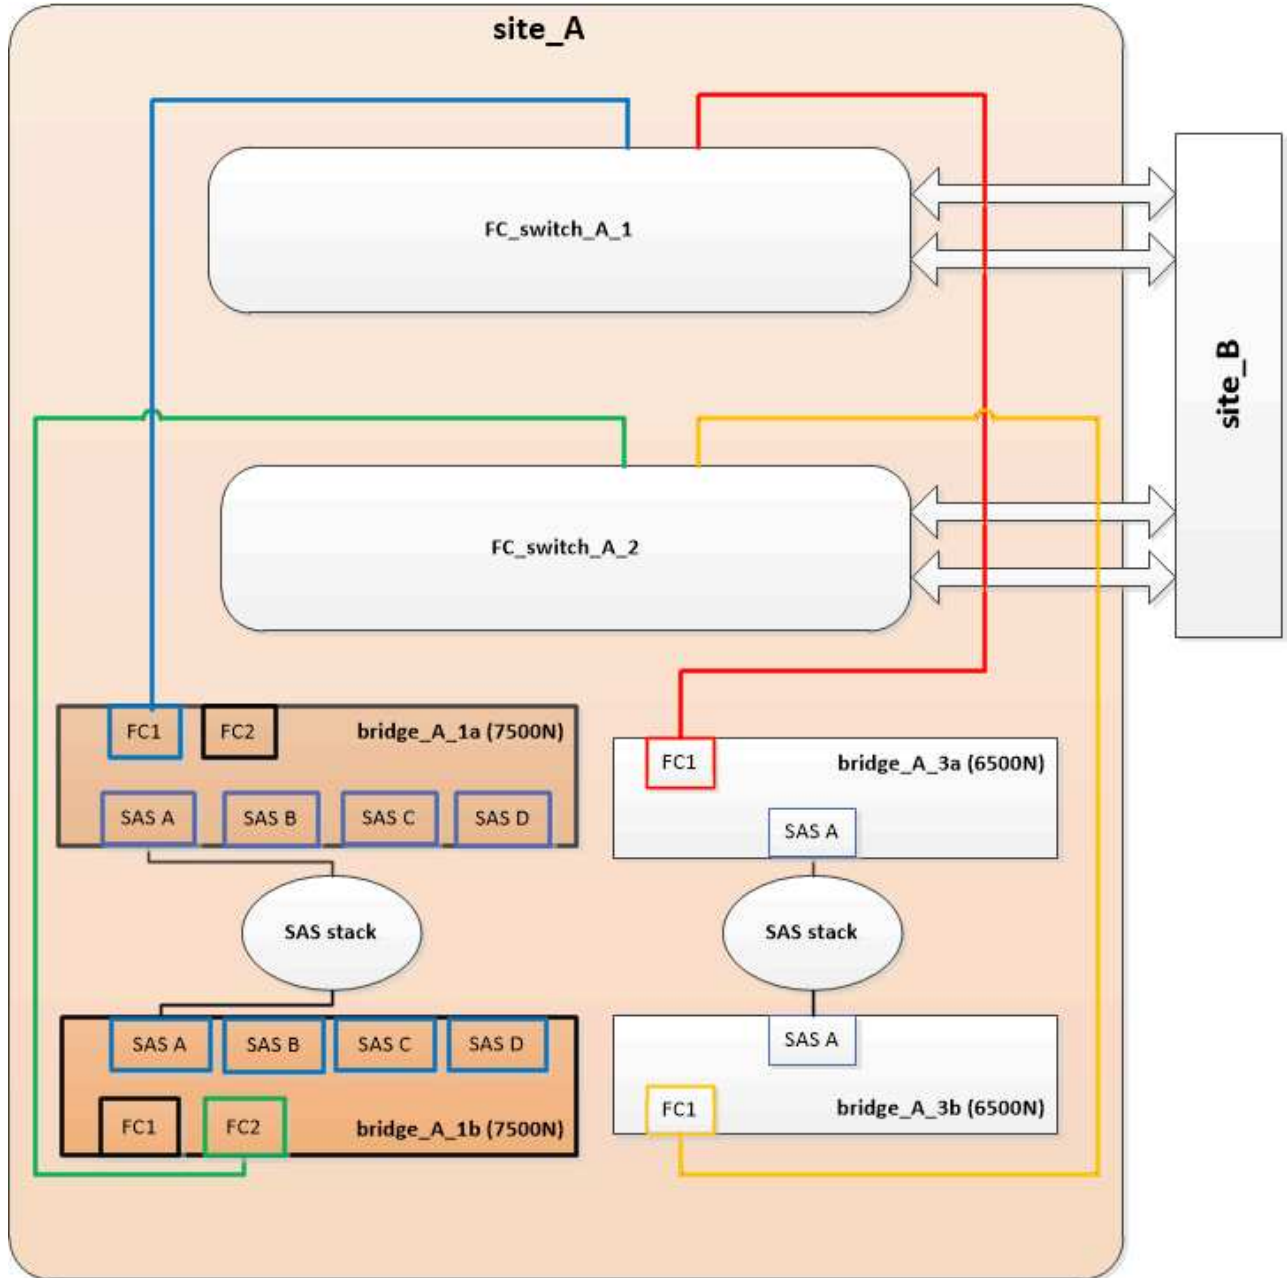 site_A
FC_switch_A_1
site_B
FC_switch_A_2
FC1
FC2
bridge_A_1a (7500N)
SAS A
SAS B
SAS C
SAS D
FC1
bridge_A_3a (6500N)
SAS A
SAS stack
SAS stack
SAS A
SAS B
SAS C
SAS D
FC1
FC2
bridge_A_1b (7500N)
SAS A
FC1
bridge_A_3b (6500N)